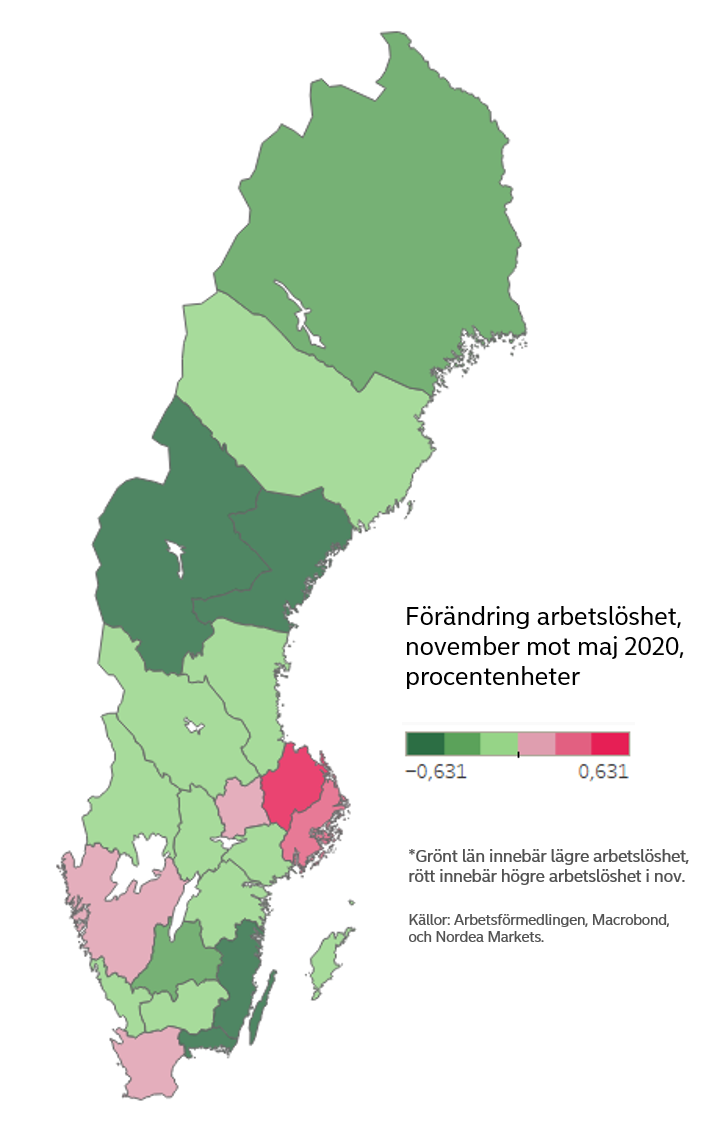 Förändring arbetslöshet,
november mot maj 2020,
procentenheter
−0,631 0,631
*Grönt län innebär lägre arbetslöshet,
rött innebär högre arbetslöshet i nov.
Källor: Arbetsförmedlingen, Macrobond,
och Nordea Markets.